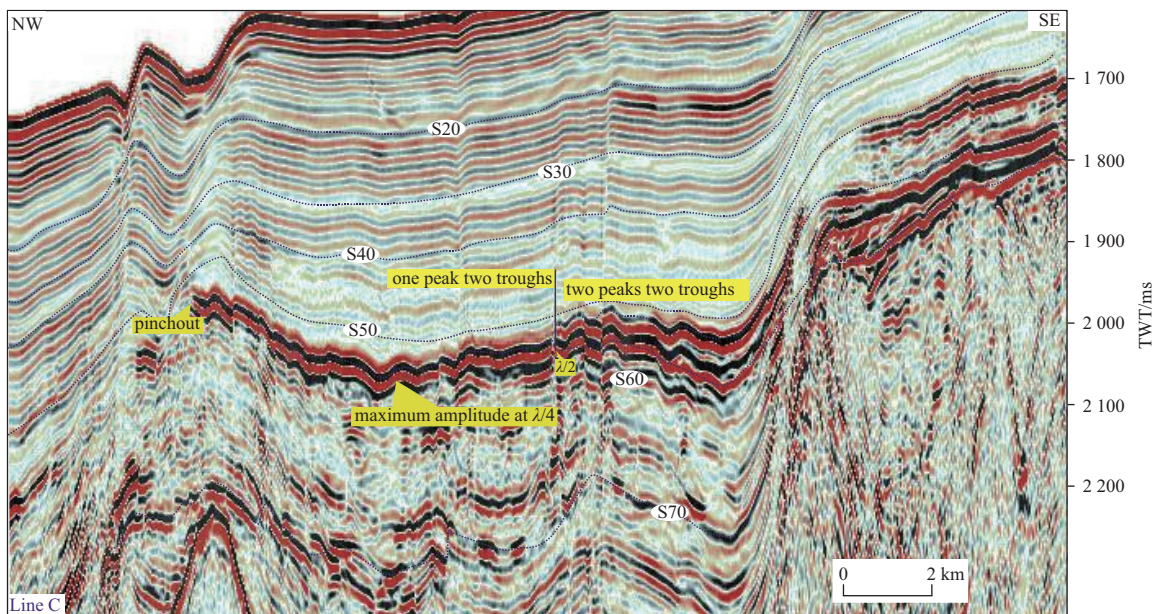 NW
SE
1 700
S20
1 800
S30
S40
1 900
one peak two troughs
two peaks two troughs
pinchout
S50
2 000
TWT/ms
λ/2
S60
maximum amplitude at λ/4
2 100
2 200
S70
0 2 km
Line C